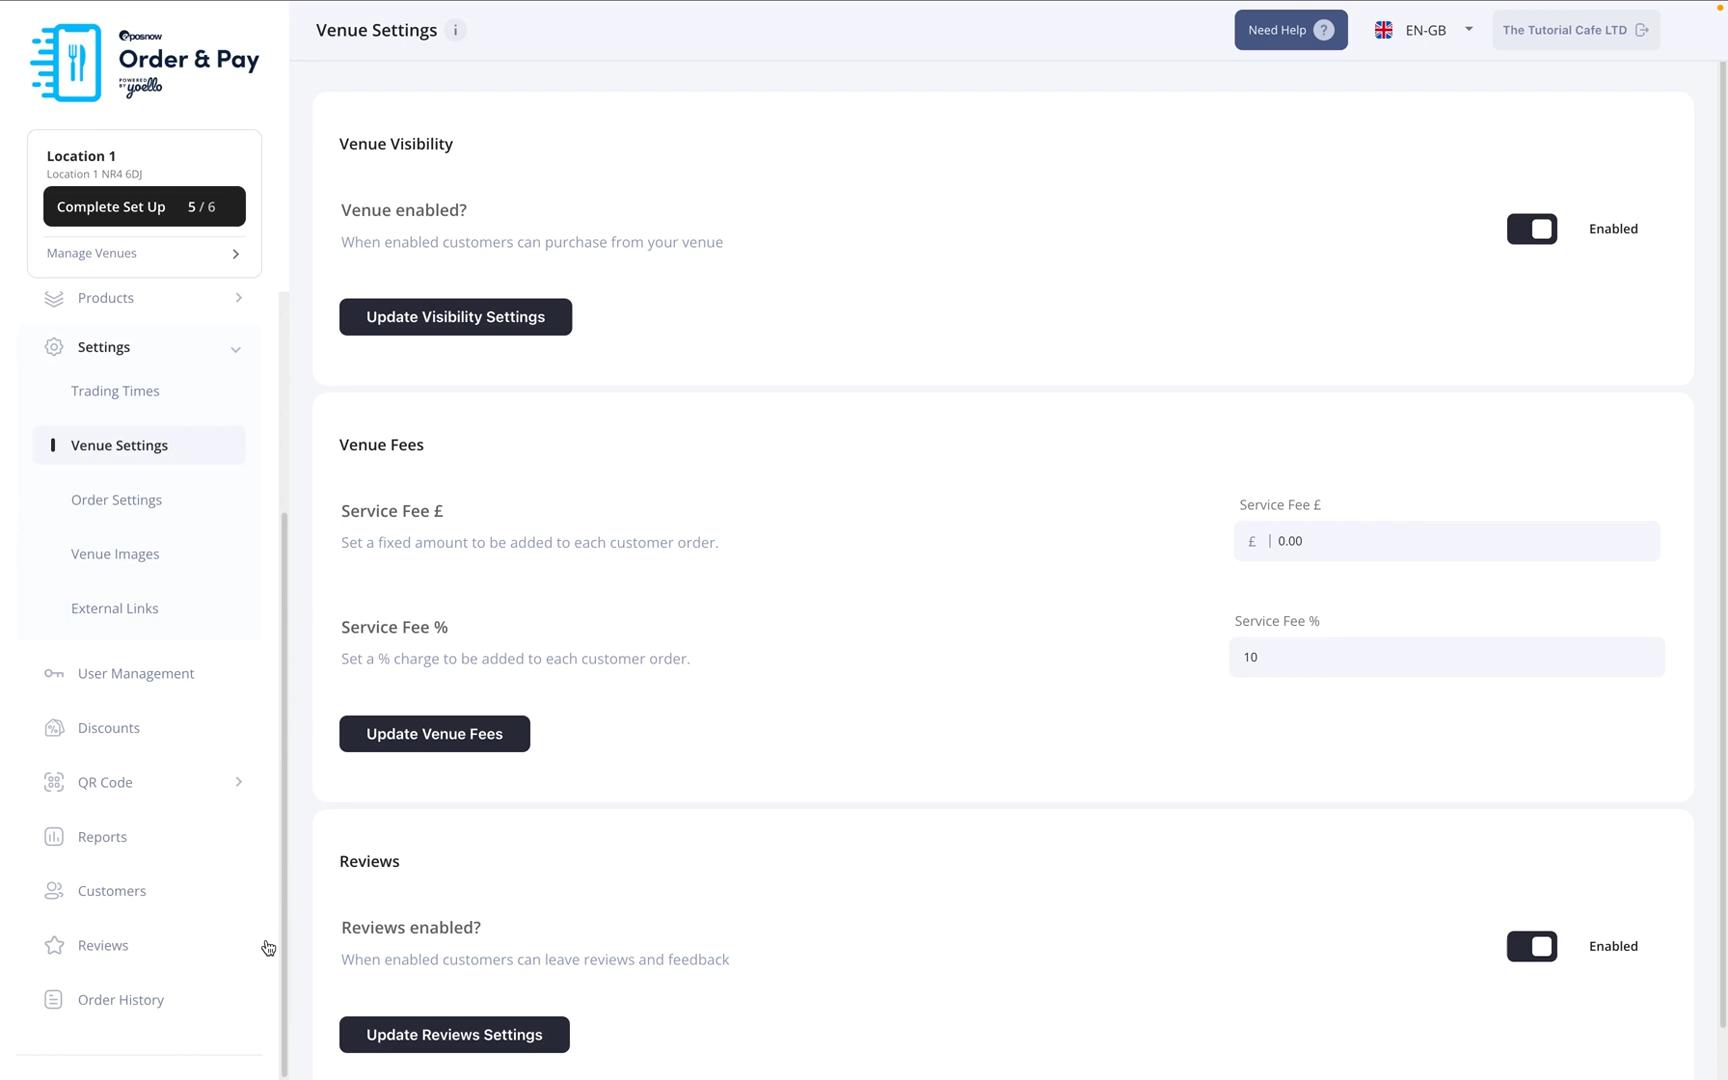 eposnow
Order & Pay
POWERED BY yoello
Location 1
Location 1 NR4 6DJ
Complete Set Up 5 / 6
Manage Venues
Products
Settings
Trading Times
Venue Settings
Order Settings
Venue Images
External Links
User Management
Discounts
QR Code
Reports
Customers
Reviews
Order History
Venue Settings i
Need Help ?
EN-GB
The Tutorial Cafe LTD
Venue Visibility
Venue enabled?
When enabled customers can purchase from your venue
Enabled
Update Visibility Settings
Venue Fees
Service Fee £
Set a fixed amount to be added to each customer order.
Service Fee £
£ | 0.00
Service Fee %
Set a % charge to be added to each customer order.
Service Fee %
10
Update Venue Fees
Reviews
Reviews enabled?
When enabled customers can leave reviews and feedback
Enabled
Update Reviews Settings